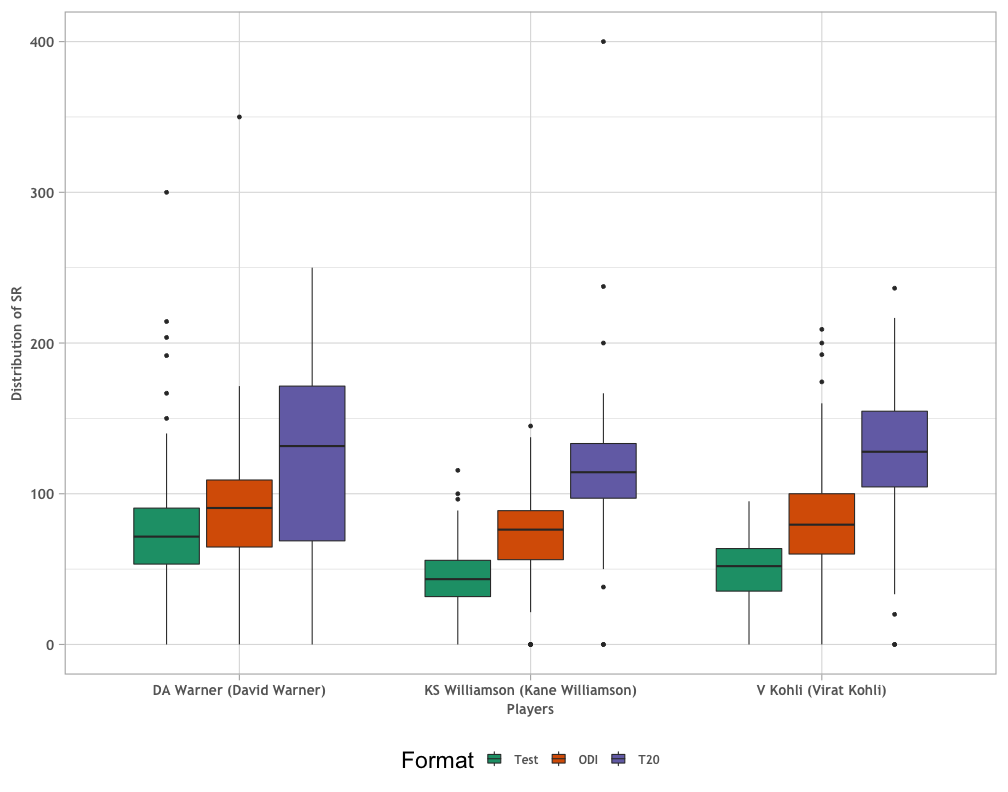 400
300
200
100
0
Distribution of SR
DA Warner (David Warner) KS Williamson (Kane Williamson) V Kohli (Virat Kohli)
Players
Format Test ODI T20